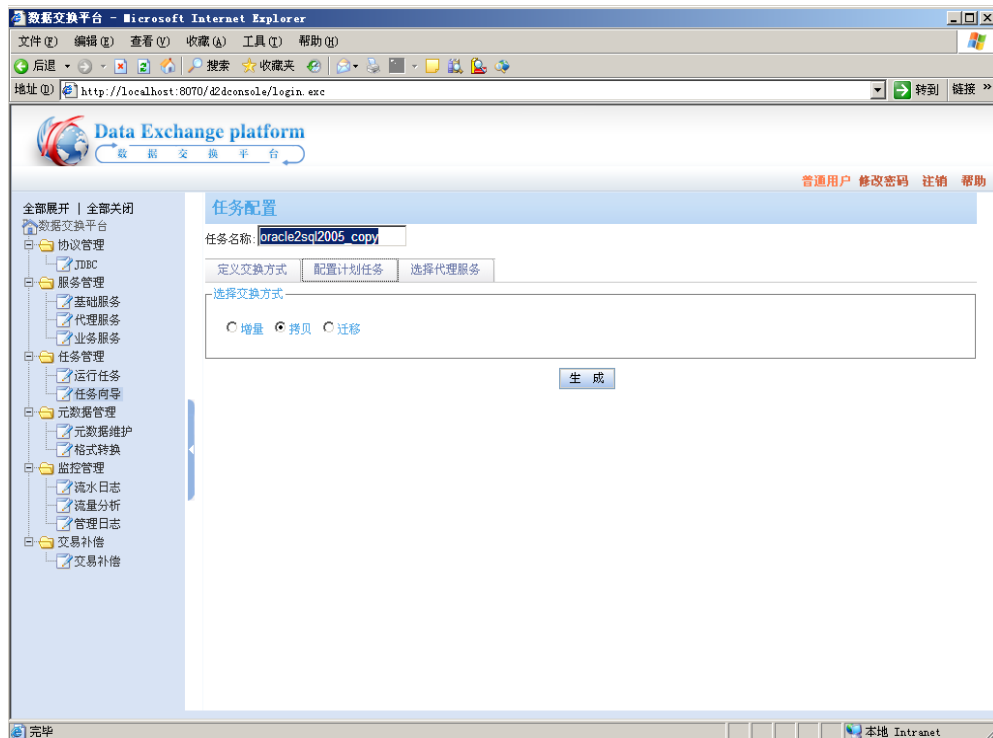 数据交换平台 - Microsoft Internet Explorer
文件(F) 编辑(E) 查看(V) 收藏(A) 工具(T) 帮助(H)
后退 搜索 收藏夹
地址(D) http://localhost:8070/d2dconsole/login.exc 转到 链接 »
Data Exchange platform
数 据 交 换 平 台
普通用户 修改密码 注销 帮助
全部展开 | 全部关闭
数据交换平台
协议管理
JDBC
服务管理
基础服务
代理服务
业务服务
任务管理
运行任务
任务向导
元数据管理
元数据维护
格式转换
监控管理
流水日志
流量分析
管理日志
交易补偿
交易补偿
任务配置
任务名称: oracle2sql2005_copy
定义交换方式 配置计划任务 选择代理服务
选择交换方式
增量 拷贝 迁移
生 成
完毕 本地 Intranet